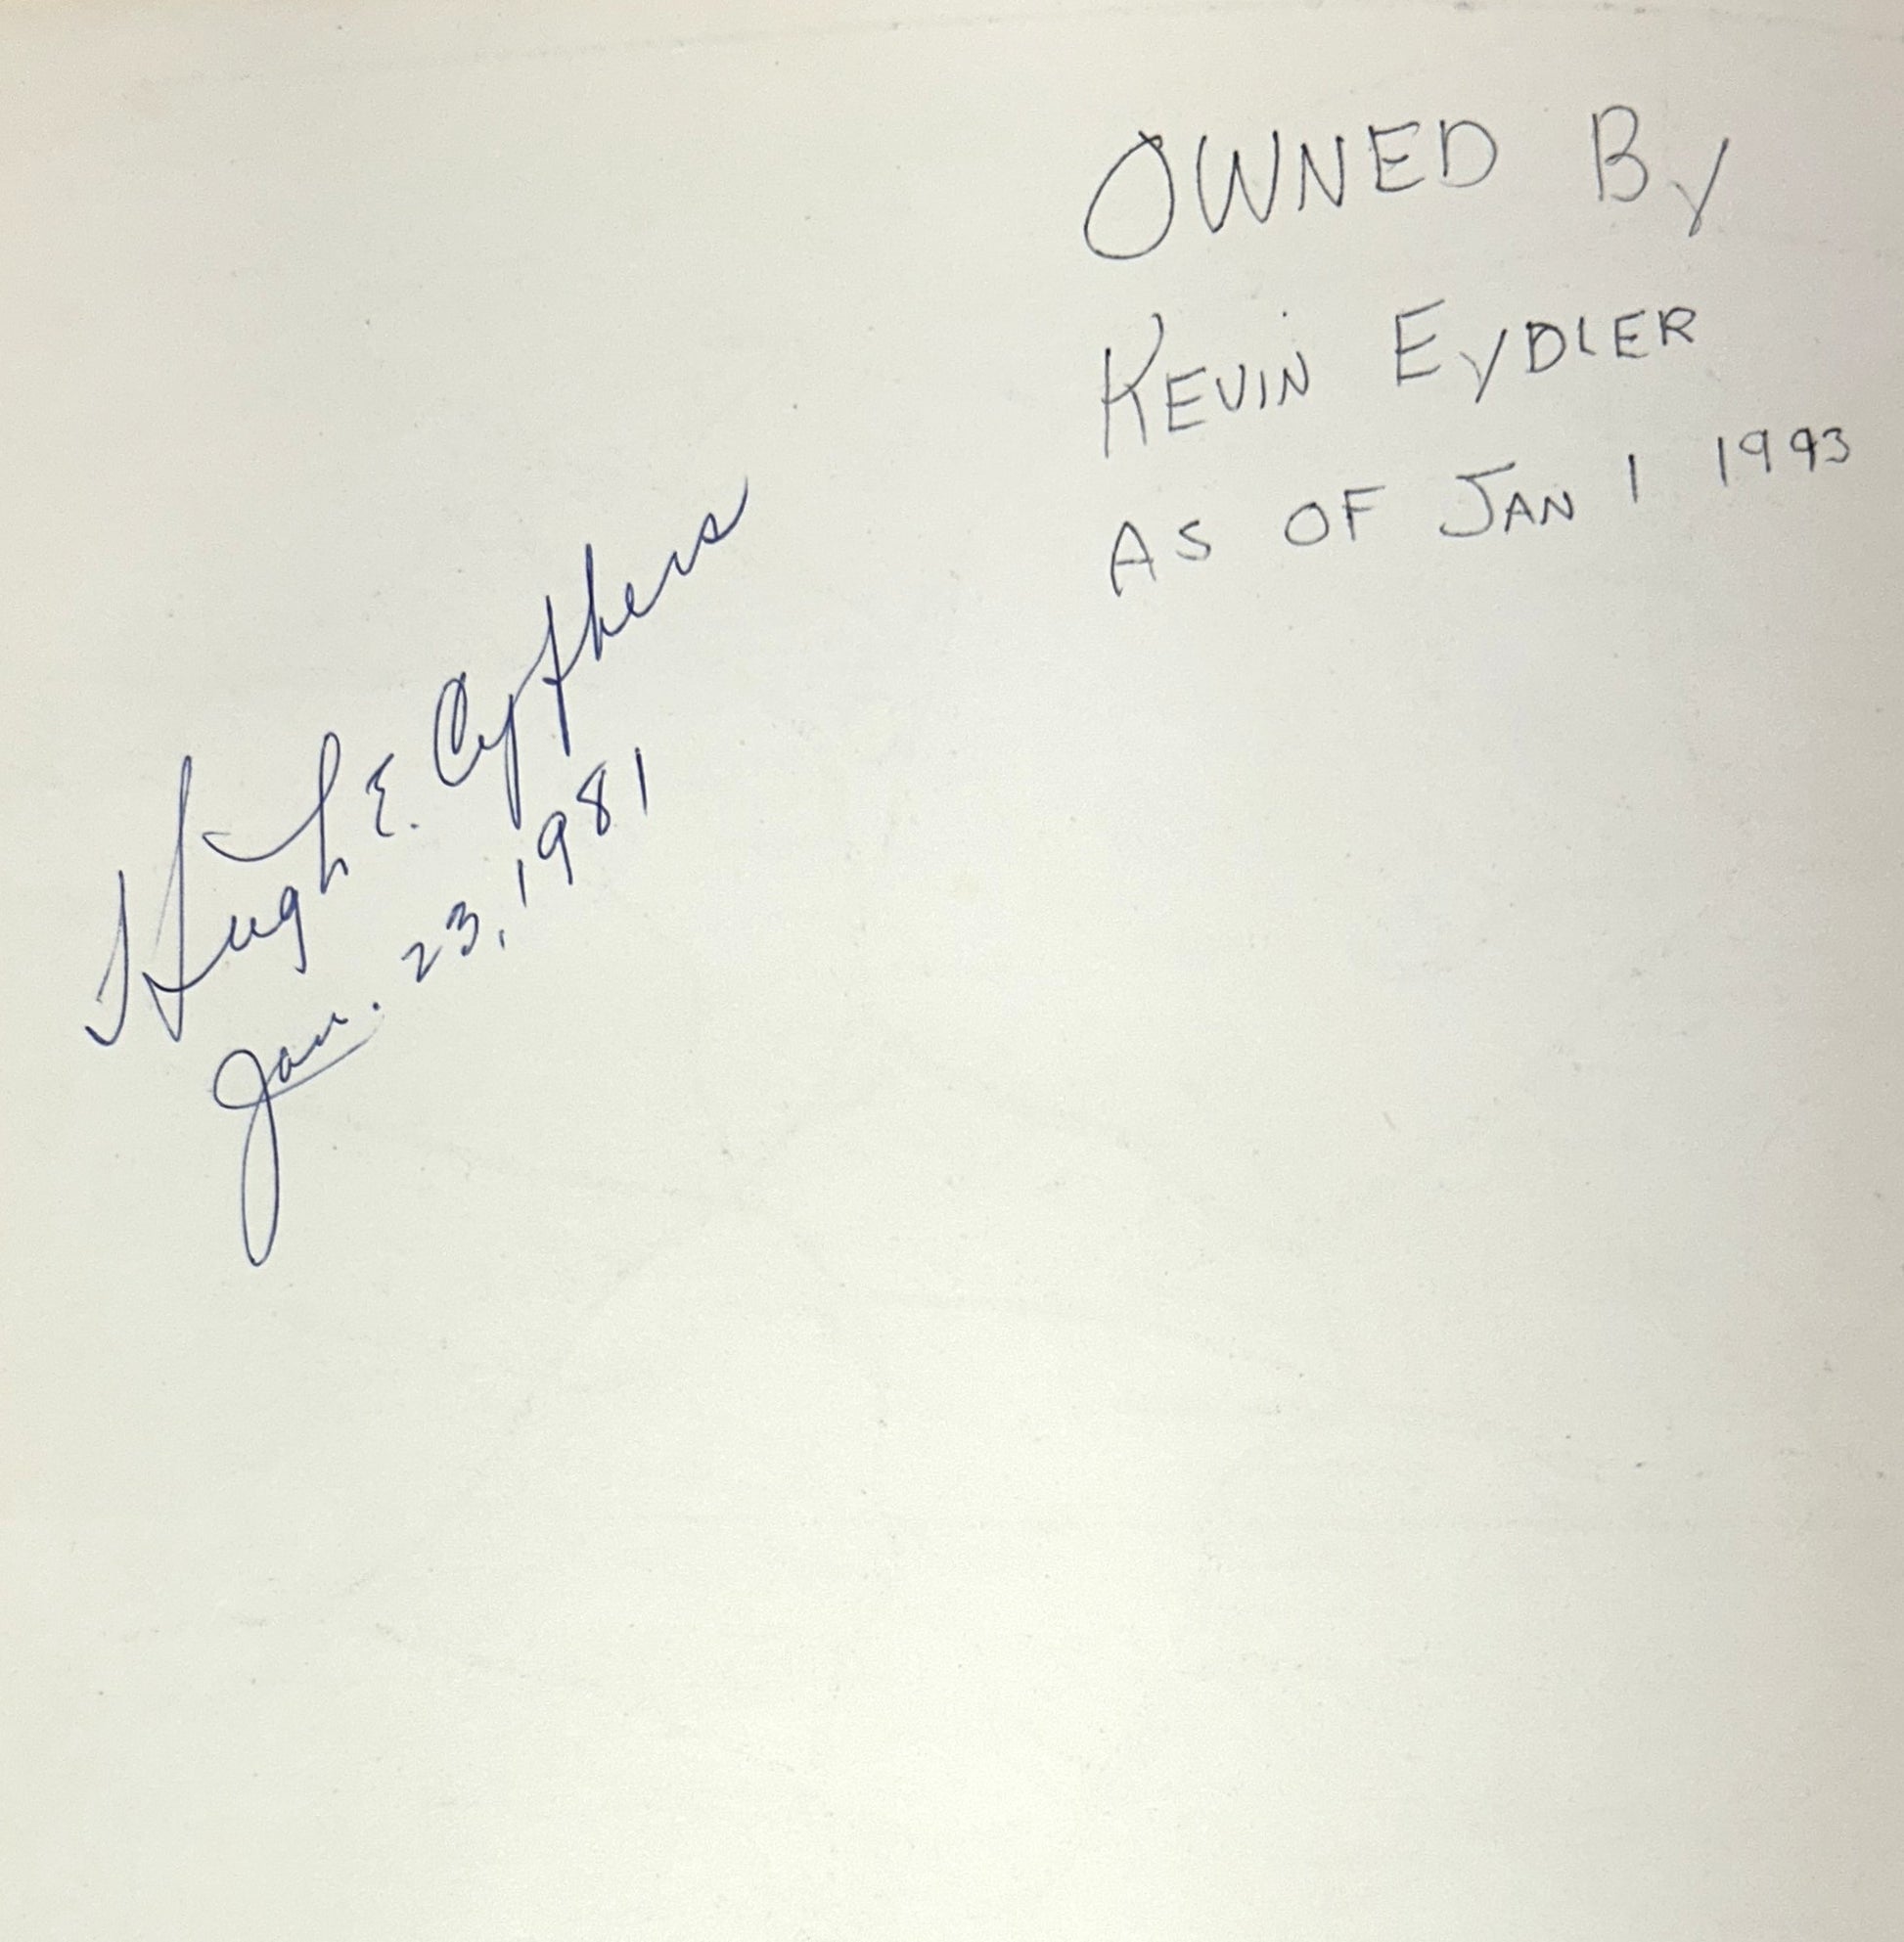 OWNED By
KEVIN EyDLER
AS OF JAN 1 1993
Hugh E. Cyphers
Jan. 23, 1981